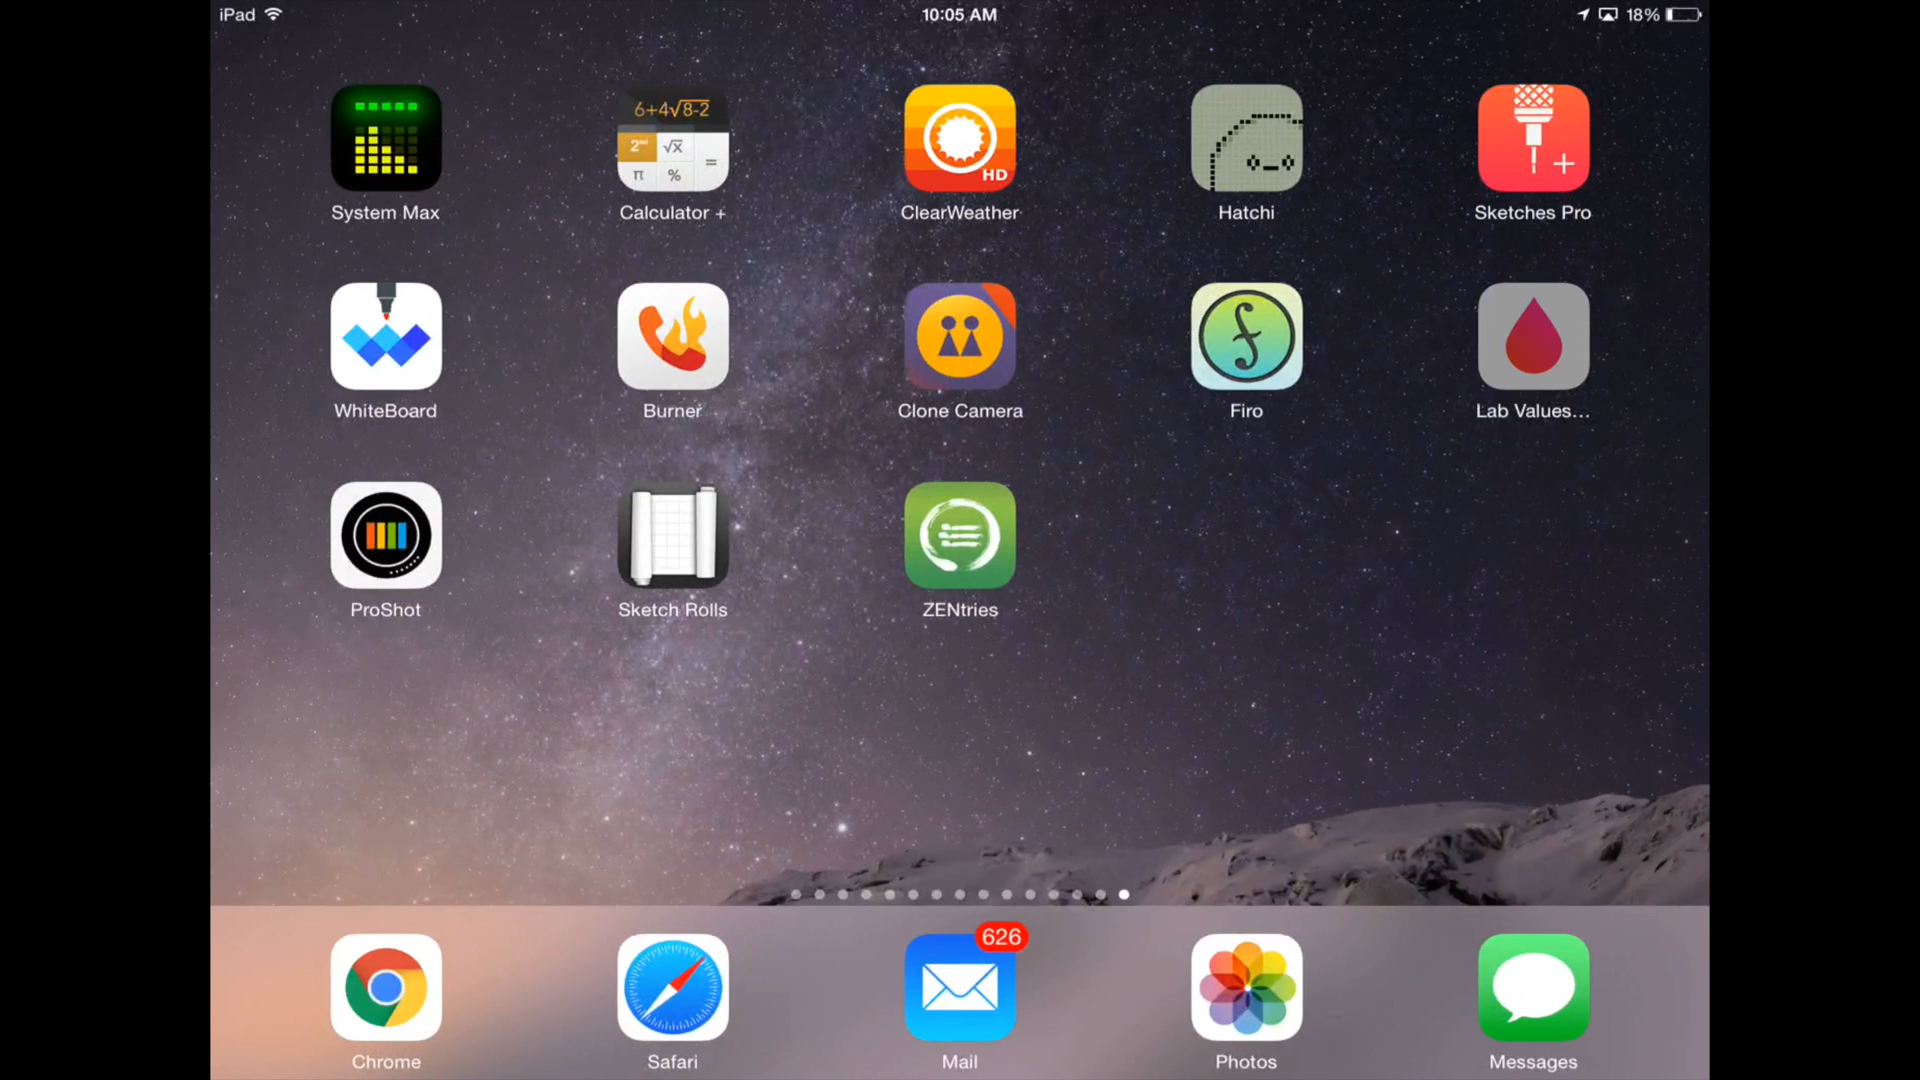 iPad
10:05 AM
18%
6+4√8-2
2nd √x =
π %
HD
System Max
Calculator +
ClearWeather
Hatchi
Sketches Pro
WhiteBoard
Burner
Clone Camera
Firo
Lab Values...
ProShot
Sketch Rolls
ZENtries
626
Chrome
Safari
Mail
Photos
Messages